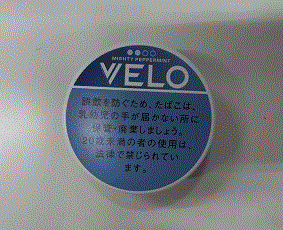 MIGHTY PEPPERMINT
VELO
誤飲を防ぐため、たばこは、
乳幼児の手が届かない所に
保管・廃棄しましょう。
20歳未満の者の使用は、
法律で禁じられてい
ます。